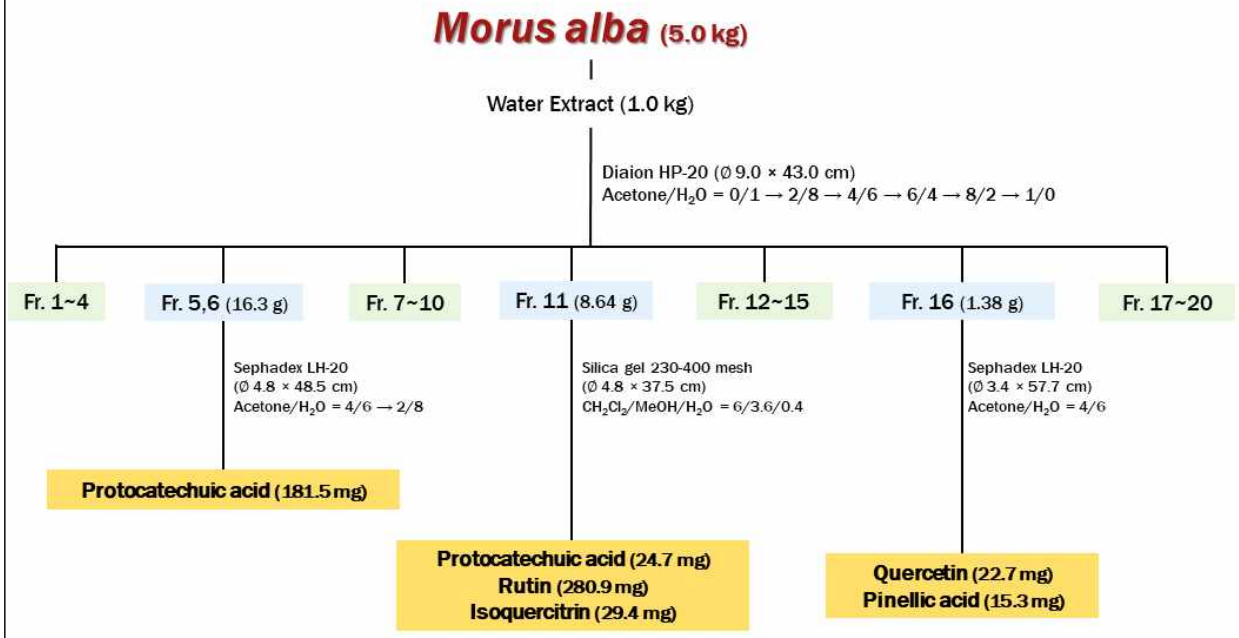 Morus alba (5.0 kg)
Water Extract (1.0 kg)
Diaion HP-20 (Ø 9.0 × 43.0 cm)
Acetone/H₂O = 0/1 → 2/8 → 4/6 → 6/4 → 8/2 → 1/0
Fr. 1~4
Fr. 5,6 (16.3 g)
Fr. 7~10
Fr. 11 (8.64 g)
Fr. 12~15
Fr. 16 (1.38 g)
Fr. 17~20
Sephadex LH-20
(Ø 4.8 × 48.5 cm)
Acetone/H₂O = 4/6 → 2/8
Silica gel 230-400 mesh
(Ø 4.8 × 37.5 cm)
CH₂Cl₂/MeOH/H₂O = 6/3.6/0.4
Sephadex LH-20
(Ø 3.4 × 57.7 cm)
Acetone/H₂O = 4/6
Protocatechuic acid (181.5 mg)
Protocatechuic acid (24.7 mg)
Rutin (280.9 mg)
Isoquercitrin (29.4 mg)
Quercetin (22.7 mg)
Pinellic acid (15.3 mg)